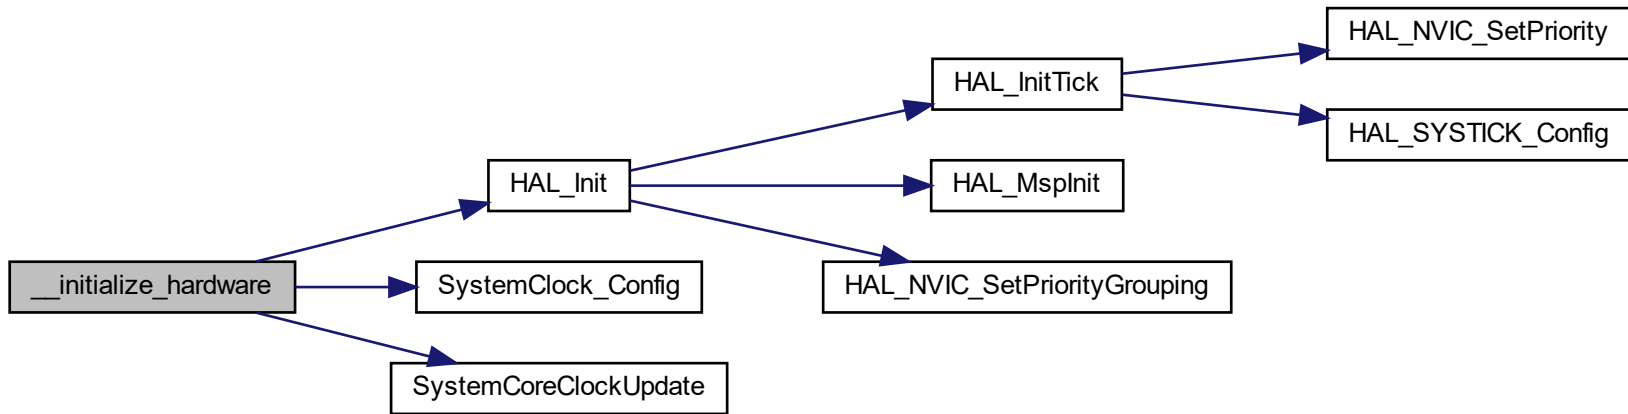 __initialize_hardware
HAL_Init
SystemClock_Config
SystemCoreClockUpdate
HAL_InitTick
HAL_MspInit
HAL_NVIC_SetPriorityGrouping
HAL_NVIC_SetPriority
HAL_SYSTICK_Config